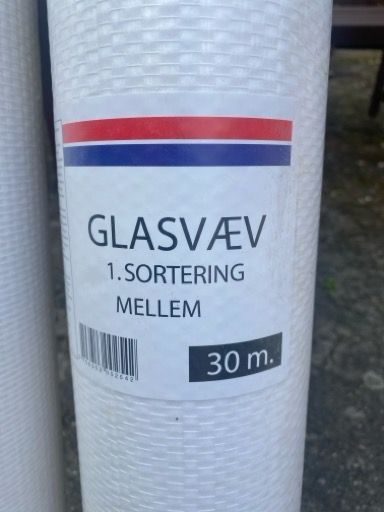 GLASVÆV
1. SORTERING
MELLEM
30 m.